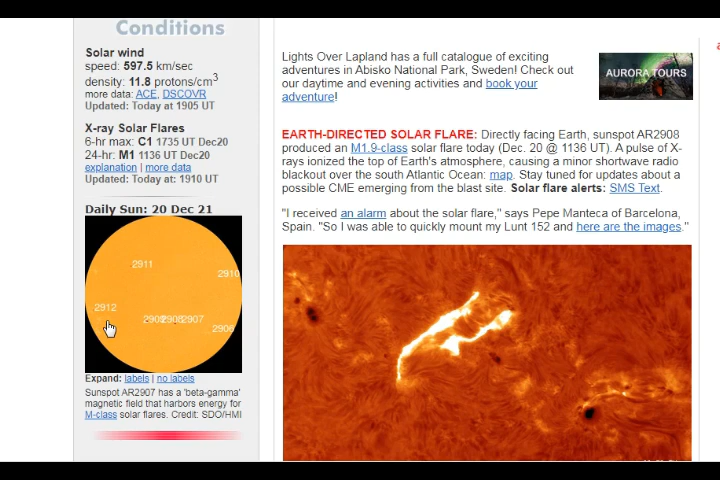 Conditions
Solar wind
speed: 597.5 km/sec
density: 11.8 protons/cm3
more data: ACE, DSCOVR
Updated: Today at 1905 UT
X-ray Solar Flares
6-hr max: C1 1735 UT Dec20
24-hr: M1 1136 UT Dec20
explanation | more data
Updated: Today at: 1910 UT
Daily Sun: 20 Dec 21
2911
2910
2912
2907
Expand: labels | no labels
Sunspot AR2907 has a 'beta-gamma'
magnetic field that harbors energy for
M-class solar flares. Credit: SDO/HMI
Lights Over Lapland has a full catalogue of exciting
adventures in Abisko National Park, Sweden! Check out
our daytime and evening activities and book your
adventure!
AURORA TOURS
EARTH-DIRECTED SOLAR FLARE: Directly facing Earth, sunspot AR2908
produced an M1.9-class solar flare today (Dec. 20 @ 1136 UT). A pulse of X-
rays ionized the top of Earth's atmosphere, causing a minor shortwave radio
blackout over the south Atlantic Ocean: map. Stay tuned for updates about a
possible CME emerging from the blast site. Solar flare alerts: SMS Text.
"I received an alarm about the solar flare," says Pepe Manteca of Barcelona,
Spain. "So I was able to quickly mount my Lunt 152 and here are the images."